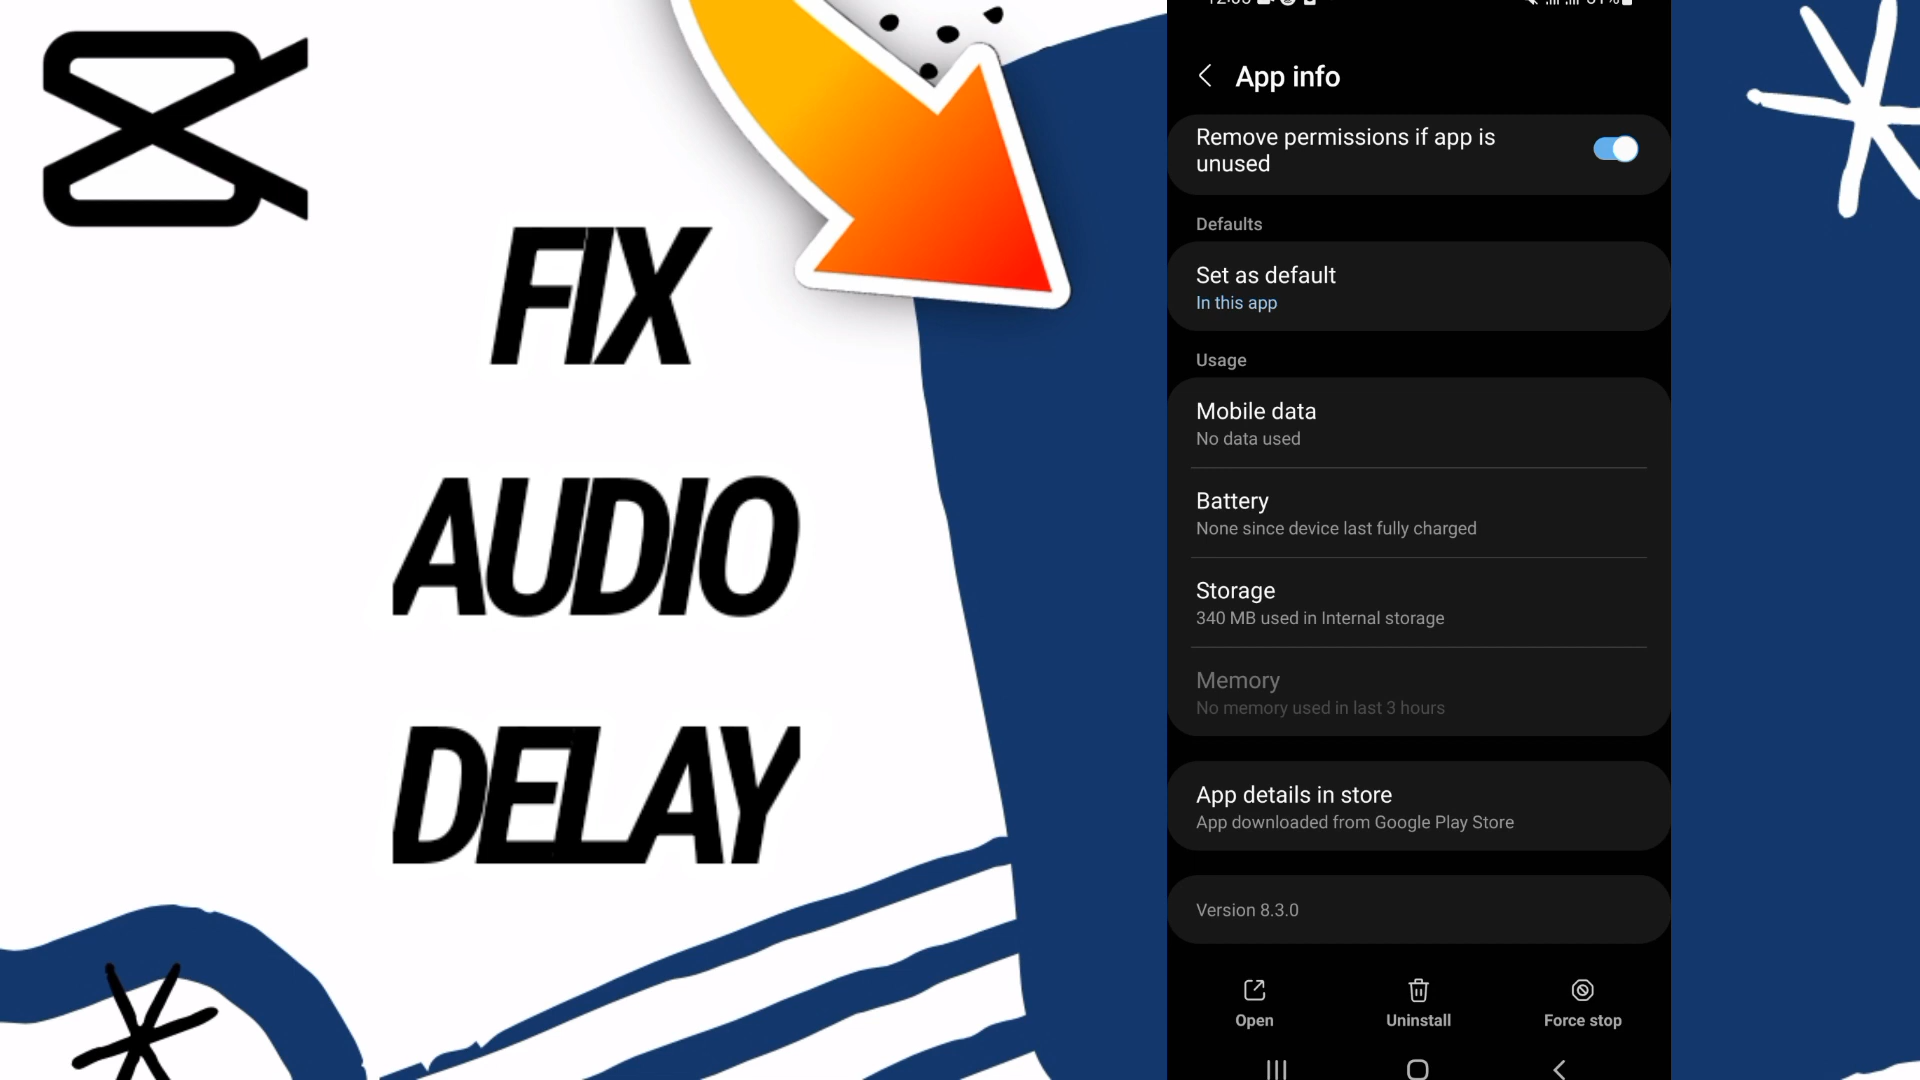 FIX
AUDIO
DELAY
App info
Remove permissions if app is
unused
Defaults
Set as default
In this app
Usage
Mobile data
No data used
Battery
None since device last fully charged
Storage
340 MB used in Internal storage
Memory
No memory used in last 3 hours
App details in store
App downloaded from Google Play Store
Version 8.3.0
Open
Uninstall
Force stop